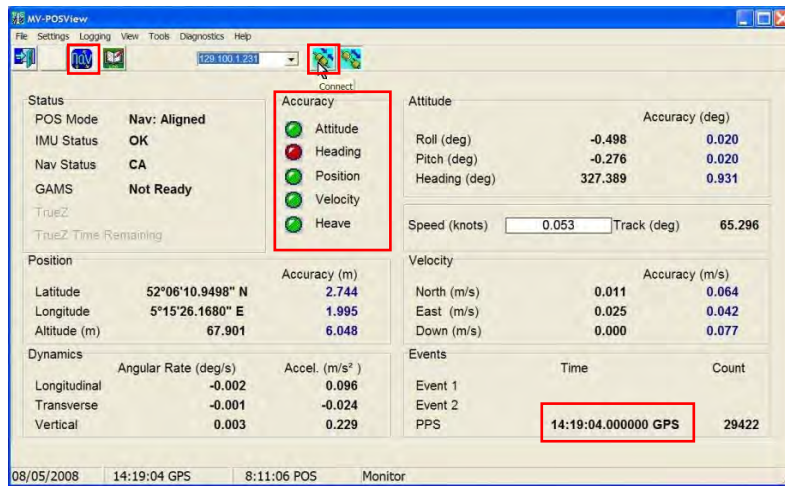 MV-POSView
File Settings Logging View Tools Diagnostics Help
nav
129.100.1.231
Connect
Status
POS Mode Nav: Aligned
IMU Status OK
Nav Status CA
GAMS Not Ready
TrueZ
TrueZ Time Remaining
Accuracy
Attitude
Heading
Position
Velocity
Heave
Attitude
Accuracy (deg)
Roll (deg) -0.498 0.020
Pitch (deg) -0.276 0.020
Heading (deg) 327.389 0.931
Speed (knots) 0.053 Track (deg) 65.296
Position
Accuracy (m)
Latitude 52°06'10.9498" N 2.744
Longitude 5°15'26.1680" E 1.995
Altitude (m) 67.901 6.048
Velocity
Accuracy (m/s)
North (m/s) 0.011 0.064
East (m/s) 0.025 0.042
Down (m/s) 0.000 0.077
Dynamics
Angular Rate (deg/s) Accel. (m/s² )
Longitudinal -0.002 0.096
Transverse -0.001 -0.024
Vertical 0.003 0.229
Events
Time Count
Event 1
Event 2
PPS 14:19:04.000000 GPS 29422
08/05/2008 14:19:04 GPS 8:11:06 POS Monitor